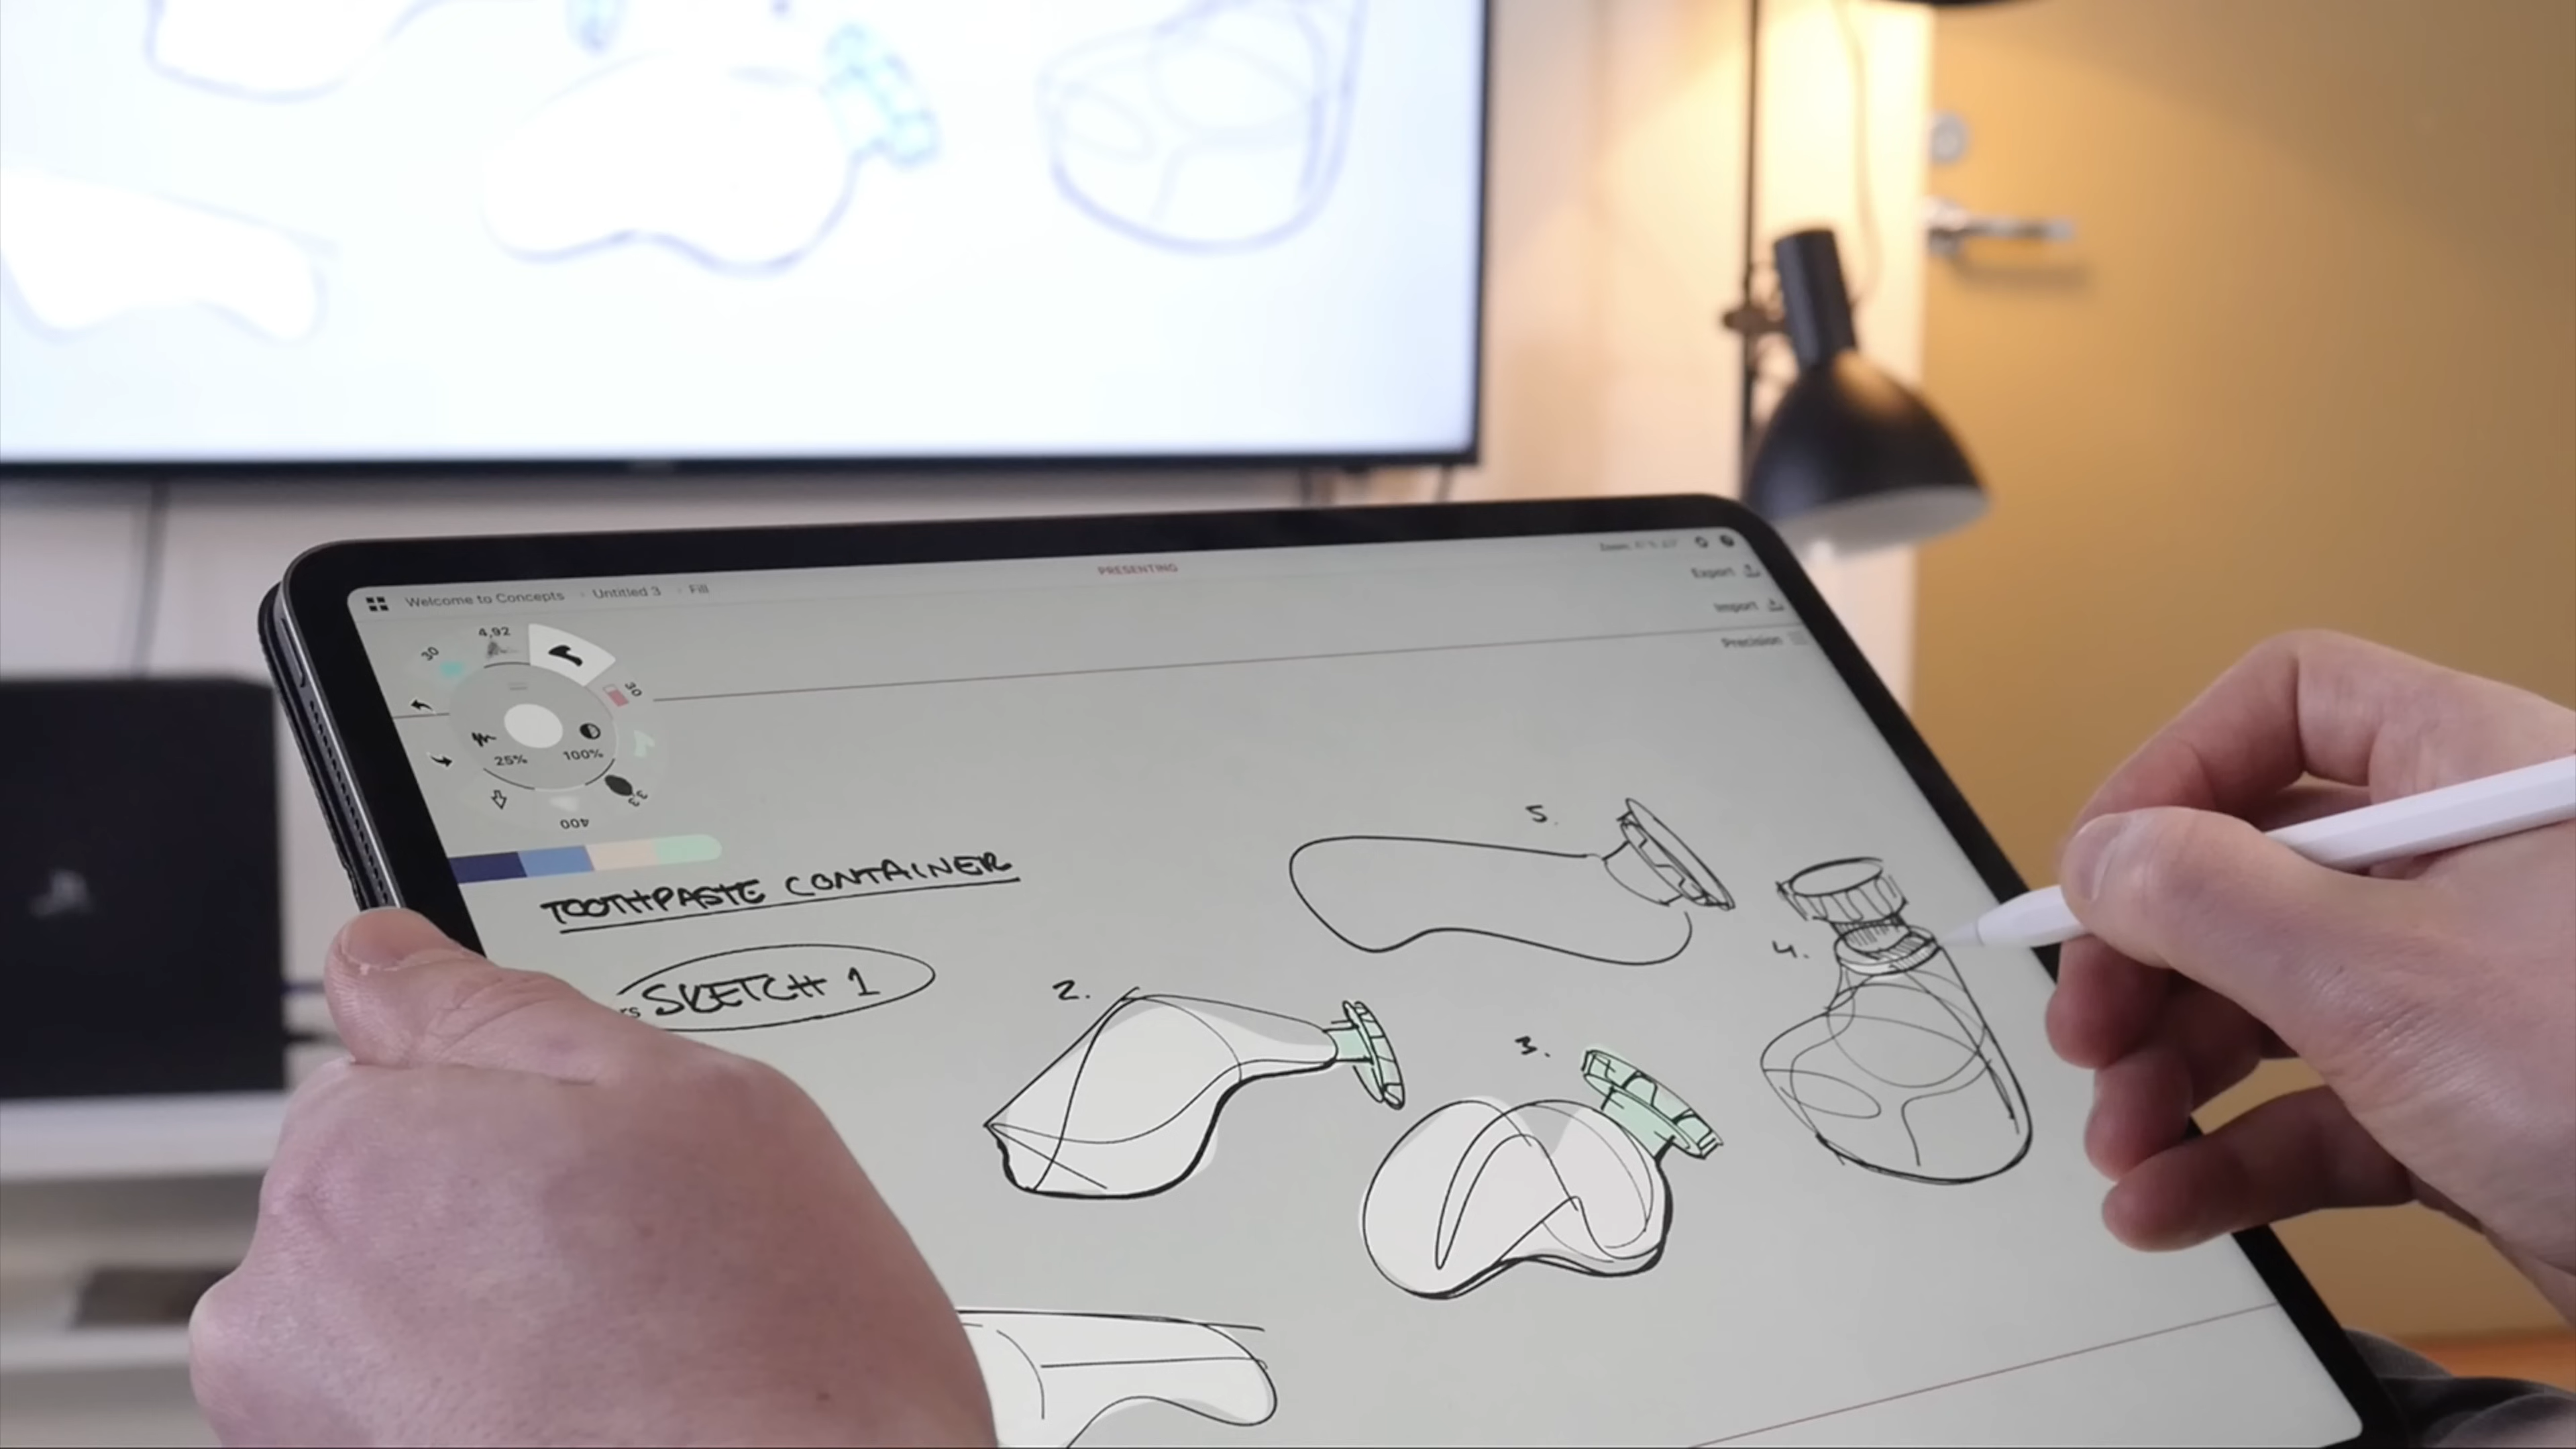 PRESENTING
Welcome to Concepts › Untitled 3 › Fill
Export
Import
Precision
4,92
30
30
25%
100%
33
400
TOOTHPASTE CONTAINER
SKETCH 1
5.
4.
2.
3.